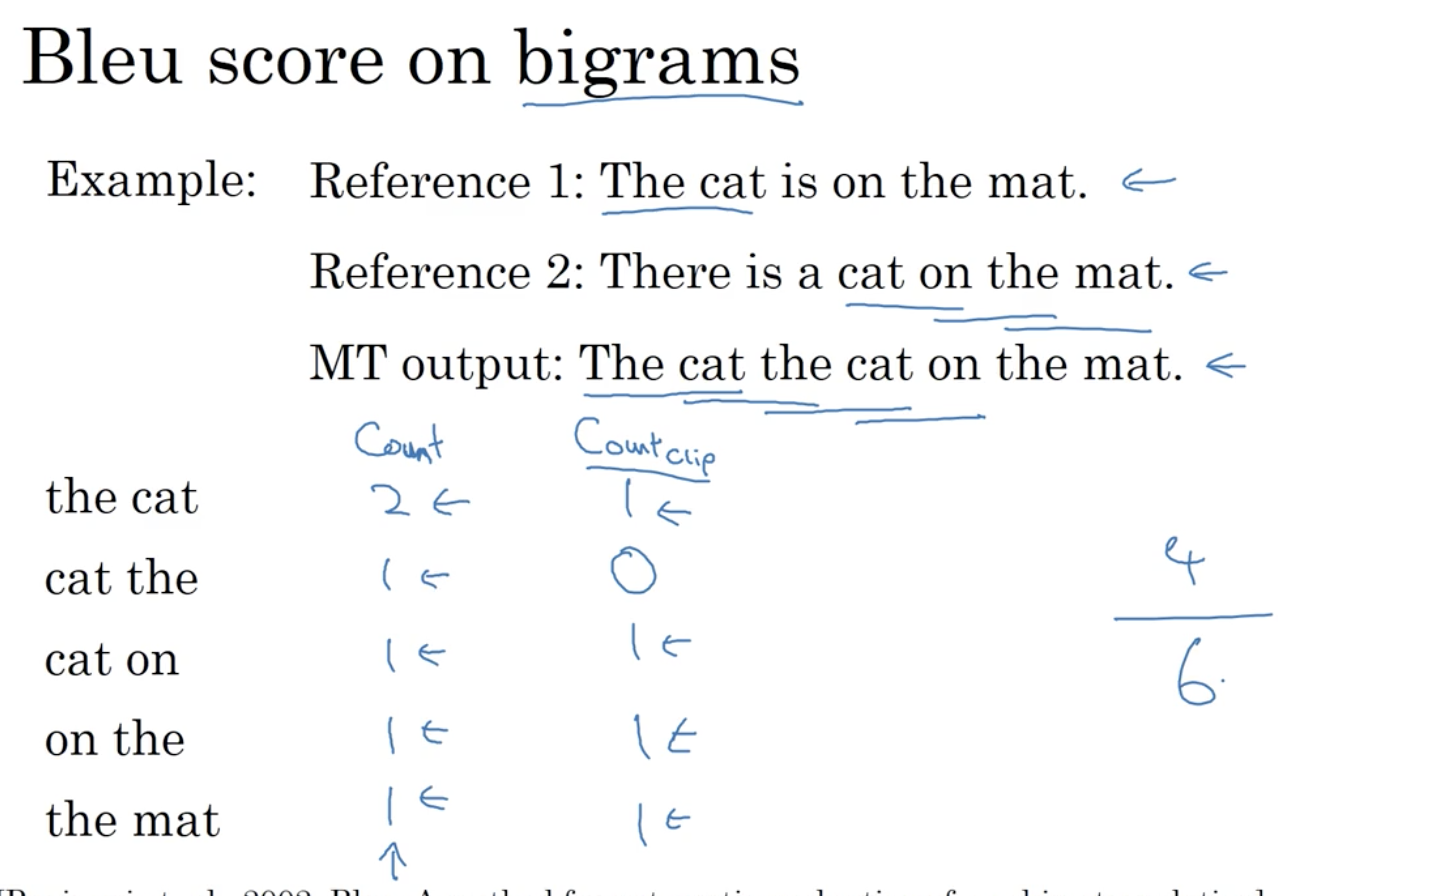 Bleu score on bigrams
Example: Reference 1: The cat is on the mat. ←
Reference 2: There is a cat on the mat. ←
MT output: The cat the cat on the mat. ←
Count Count clip
the cat 2 ← 1 ←
cat the 1 ← 0
cat on 1 ← 1 ←
on the 1 ← 1 ←
the mat 1 ← 1 ←
↑
4
6